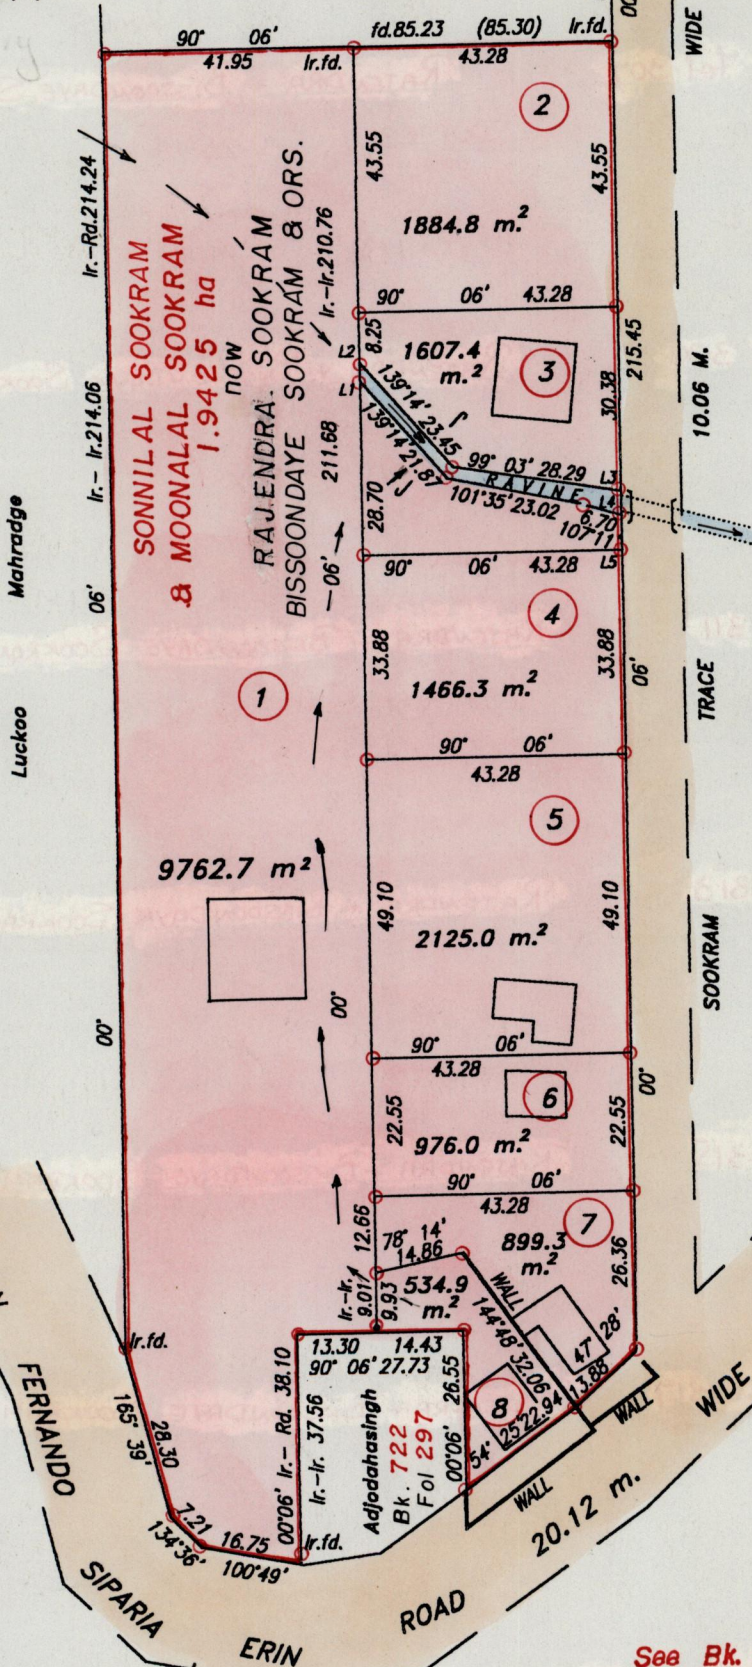 90° 06'
41.95
Ir.fd.
fd.85.23 (85.30) Ir.fd.
43.28
00
WIDE
2
43.55
43.55
1884.8 m.²
Ir.-Rd.214.24
Ir.- Ir.214.06
SONNILAL SOOKRAM
& MOONALAL SOOKRAM
1.9425 ha
now
RAJENDRA SOOKRAM
BISSOONDAYE SOOKRAM & ORS.
Ir.-Ir.210.76
211.68
90° 06' 43.28
8.25
1607.4
m.²
3
L2
L1
139°14' 23.45
139°14' 21.87
99° 03' 28.29
L3
RAVINE
L4
101°35' 23.02
6.70
107°11'
L5
30.38
215.45
10.06 M.
28.70
90° 06' 43.28
Mahradge
Luckoo
06'
06'
4
33.88
33.88
06'
1466.3 m.²
TRACE
1
90° 06'
43.28
5
9762.7 m²
49.10
49.10
2125.0 m.²
SOOKRAM
00°
00°
90° 06'
43.28
00°
6
22.55
22.55
976.0 m.²
90° 06'
43.28
7
12.66
78° 14'
14.86
899.3
m.²
26.36
Ir.-Ir.
9.01
9.93
534.9
m.²
WALL
144°48' 32.06
Ir.fd.
13.30 14.43
90° 06' 27.73
47° 28'
13.88
165° 39'
28.30
00°06' Ir.- Rd. 38.10
Ir.-Ir. 37.56
Adjodahasingh
Bk. 722
Fol 297
00°06' 26.55
8
54° 25' 22.94
WALL
WALL
WIDE
7.21
134°36'
16.75
100°49'
Ir.fd.
20.12 m.
FERNANDO
SIPARIA
ERIN
ROAD
See Bk.